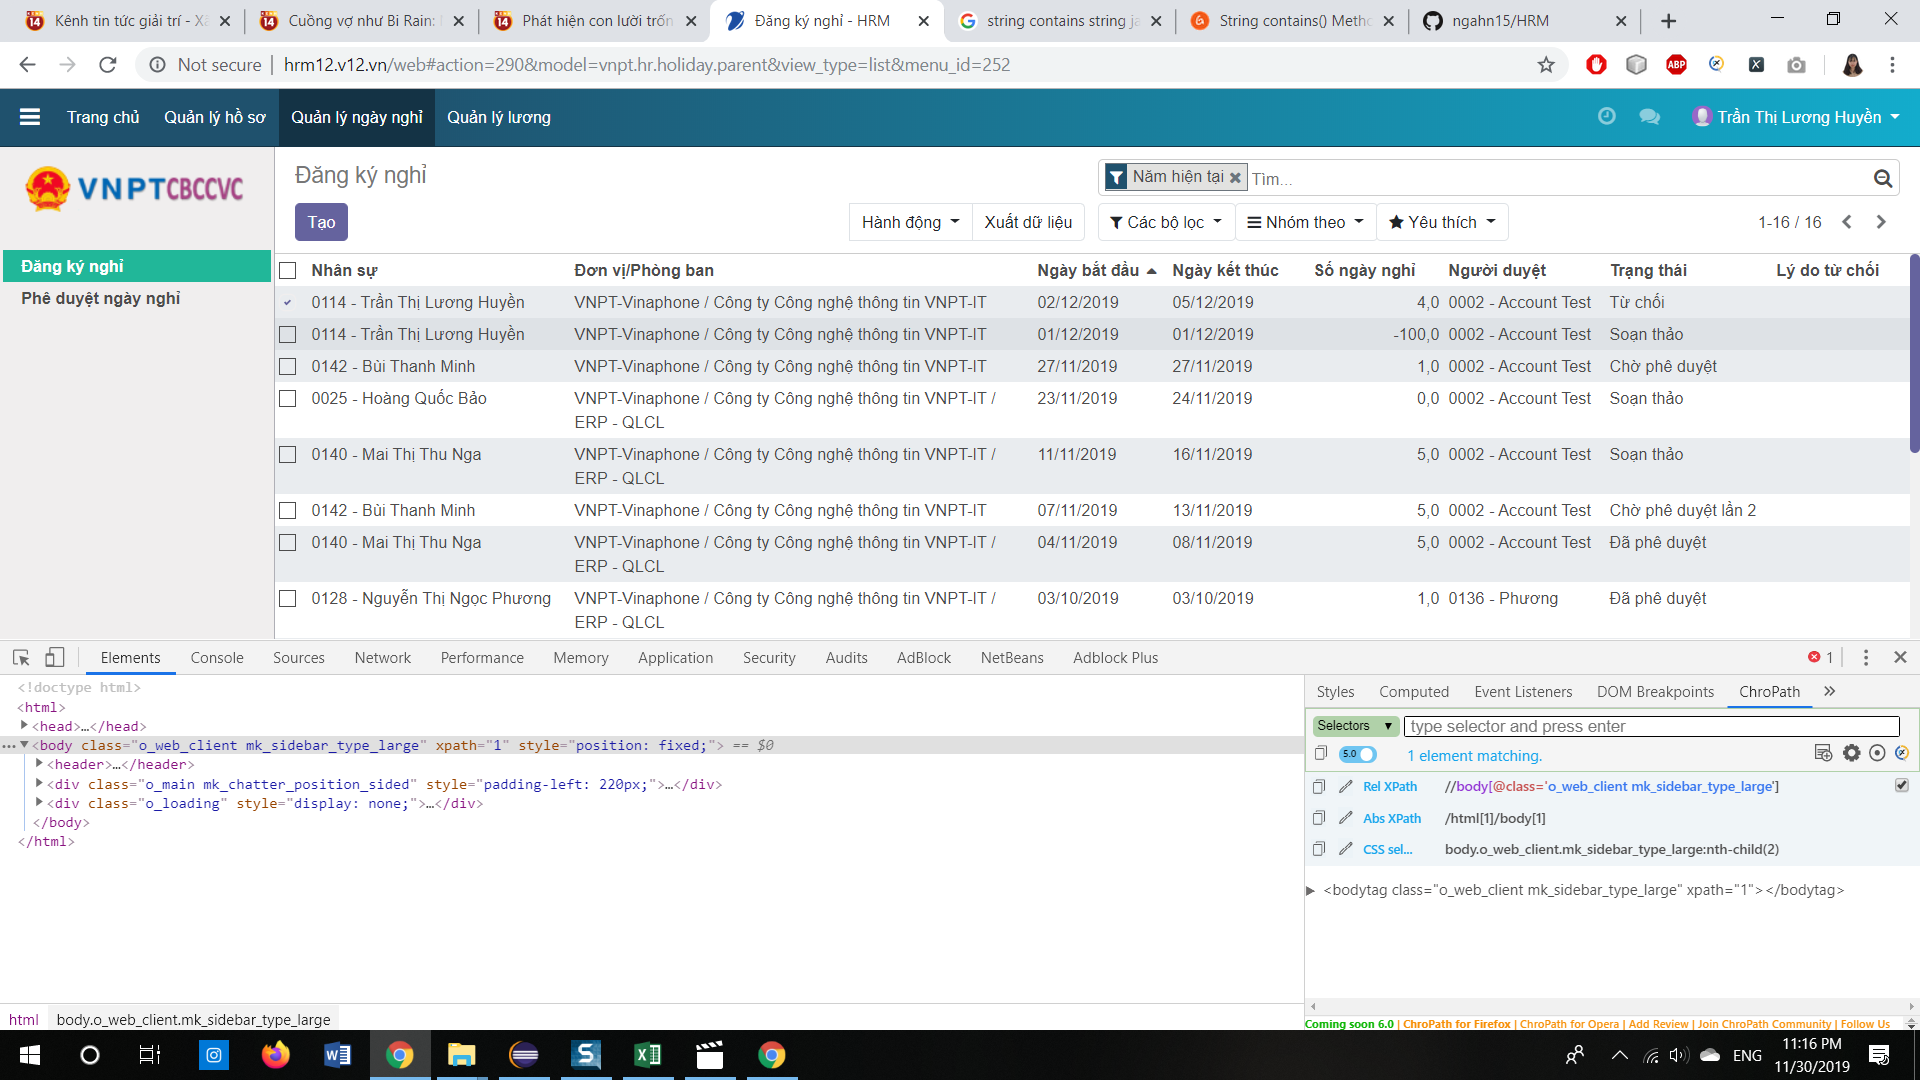 Kênh tin tức giải trí - Xã
Cuồng vợ như Bi Rain:
Phát hiện con lười trốn
Đăng ký nghỉ - HRM
string contains string ja
String contains() Metho
ngahn15/HRM
Not secure | hrm12.v12.vn/web#action=290&model=vnpt.hr.holiday.parent&view_type=list&menu_id=252
Trang chủ Quản lý hồ sơ Quản lý ngày nghỉ Quản lý lương
Trần Thị Lương Huyền
VNPT CBCCVC
Đăng ký nghỉ
Phê duyệt ngày nghỉ
Đăng ký nghỉ
Năm hiện tại Tìm...
Tạo
Hành động Xuất dữ liệu Các bộ lọc Nhóm theo Yêu thích 1-16 / 16
Nhân sự Đơn vị/Phòng ban Ngày bắt đầu Ngày kết thúc Số ngày nghỉ Người duyệt Trạng thái Lý do từ chối
0114 - Trần Thị Lương Huyền VNPT-Vinaphone / Công ty Công nghệ thông tin VNPT-IT 02/12/2019 05/12/2019 4,0 0002 - Account Test Từ chối
0114 - Trần Thị Lương Huyền VNPT-Vinaphone / Công ty Công nghệ thông tin VNPT-IT 01/12/2019 01/12/2019 -100,0 0002 - Account Test Soạn thảo
0142 - Bùi Thanh Minh VNPT-Vinaphone / Công ty Công nghệ thông tin VNPT-IT 27/11/2019 27/11/2019 1,0 0002 - Account Test Chờ phê duyệt
0025 - Hoàng Quốc Bảo VNPT-Vinaphone / Công ty Công nghệ thông tin VNPT-IT / 23/11/2019 24/11/2019 0,0 0002 - Account Test Soạn thảo
ERP - QLCL
0140 - Mai Thị Thu Nga VNPT-Vinaphone / Công ty Công nghệ thông tin VNPT-IT / 11/11/2019 16/11/2019 5,0 0002 - Account Test Soạn thảo
ERP - QLCL
0142 - Bùi Thanh Minh VNPT-Vinaphone / Công ty Công nghệ thông tin VNPT-IT 07/11/2019 13/11/2019 5,0 0002 - Account Test Chờ phê duyệt lần 2
0140 - Mai Thị Thu Nga VNPT-Vinaphone / Công ty Công nghệ thông tin VNPT-IT / 04/11/2019 08/11/2019 5,0 0002 - Account Test Đã phê duyệt
ERP - QLCL
0128 - Nguyễn Thị Ngọc Phương VNPT-Vinaphone / Công ty Công nghệ thông tin VNPT-IT / 03/10/2019 03/10/2019 1,0 0136 - Phương Đã phê duyệt
ERP - QLCL
Elements Console Sources Network Performance Memory Application Security Audits AdBlock NetBeans Adblock Plus 1
<!doctype html>
<html>
<head>…</head>
<body class="o_web_client mk_sidebar_type_large" xpath="1" style="position: fixed;"> == $0
<header>…</header>
<div class="o_main mk_chatter_position_sided" style="padding-left: 220px;">…</div>
<div class="o_loading" style="display: none;">…</div>
</body>
</html>
html body.o_web_client.mk_sidebar_type_large
Styles Computed Event Listeners DOM Breakpoints ChroPath
Selectors type selector and press enter
5.0 1 element matching.
Rel XPath //body[@class='o_web_client mk_sidebar_type_large']
Abs XPath /html[1]/body[1]
CSS sel... body.o_web_client.mk_sidebar_type_large:nth-child(2)
<bodytag class="o_web_client mk_sidebar_type_large" xpath="1"></bodytag>
Coming soon 6.0 | ChroPath for Firefox | ChroPath for Opera | Add Review | Join ChroPath Community | Follow Us
ENG 11:16 PM
11/30/2019